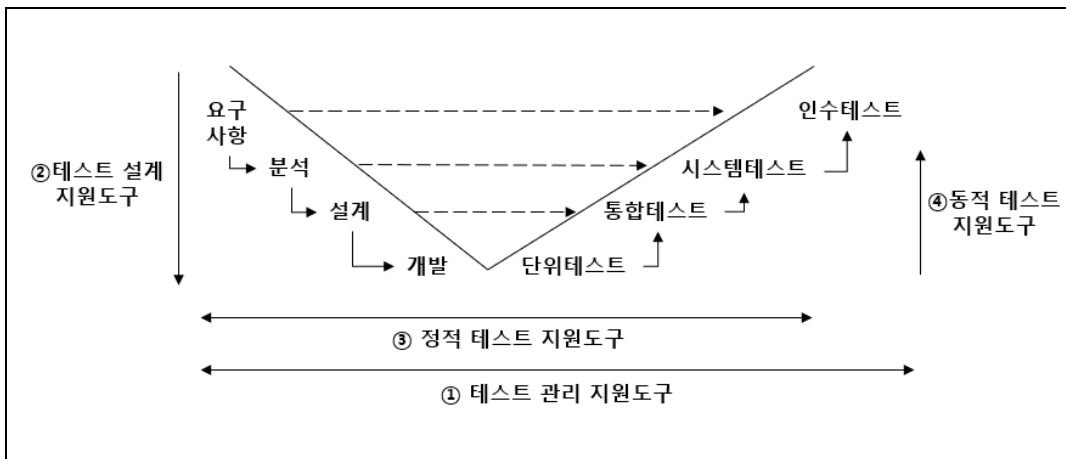 요구
사항
인수테스트
②테스트 설계
지원도구
분석
시스템테스트
설계
통합테스트
④동적 테스트
지원도구
개발
단위테스트
③ 정적 테스트 지원도구
① 테스트 관리 지원도구